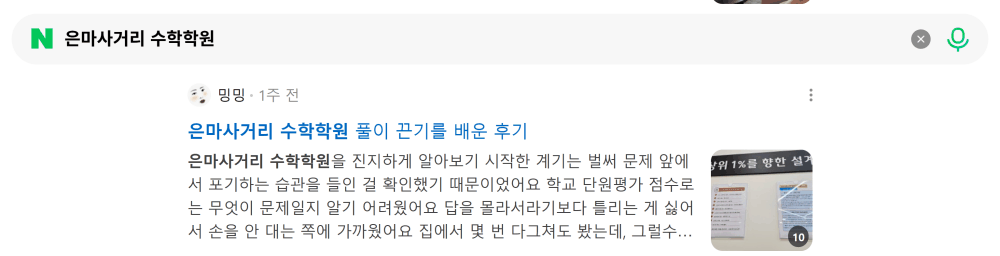 N 은마사거리 수학학원
밍밍 · 1주 전
은마사거리 수학학원 풀이 끈기를 배운 후기
은마사거리 수학학원을 진지하게 알아보기 시작한 계기는 벌써 문제 앞에
서 포기하는 습관을 들인 걸 확인했기 때문이었어요 학교 단원평가 점수로
는 무엇이 문제일지 알기 어려웠어요 답을 몰라서라기보다 틀리는 게 싫어
서 손을 안 대는 쪽에 가까웠어요 집에서 몇 번 다그쳐도 봤는데, 그럴수...
상위 1%를 향한 설계
10